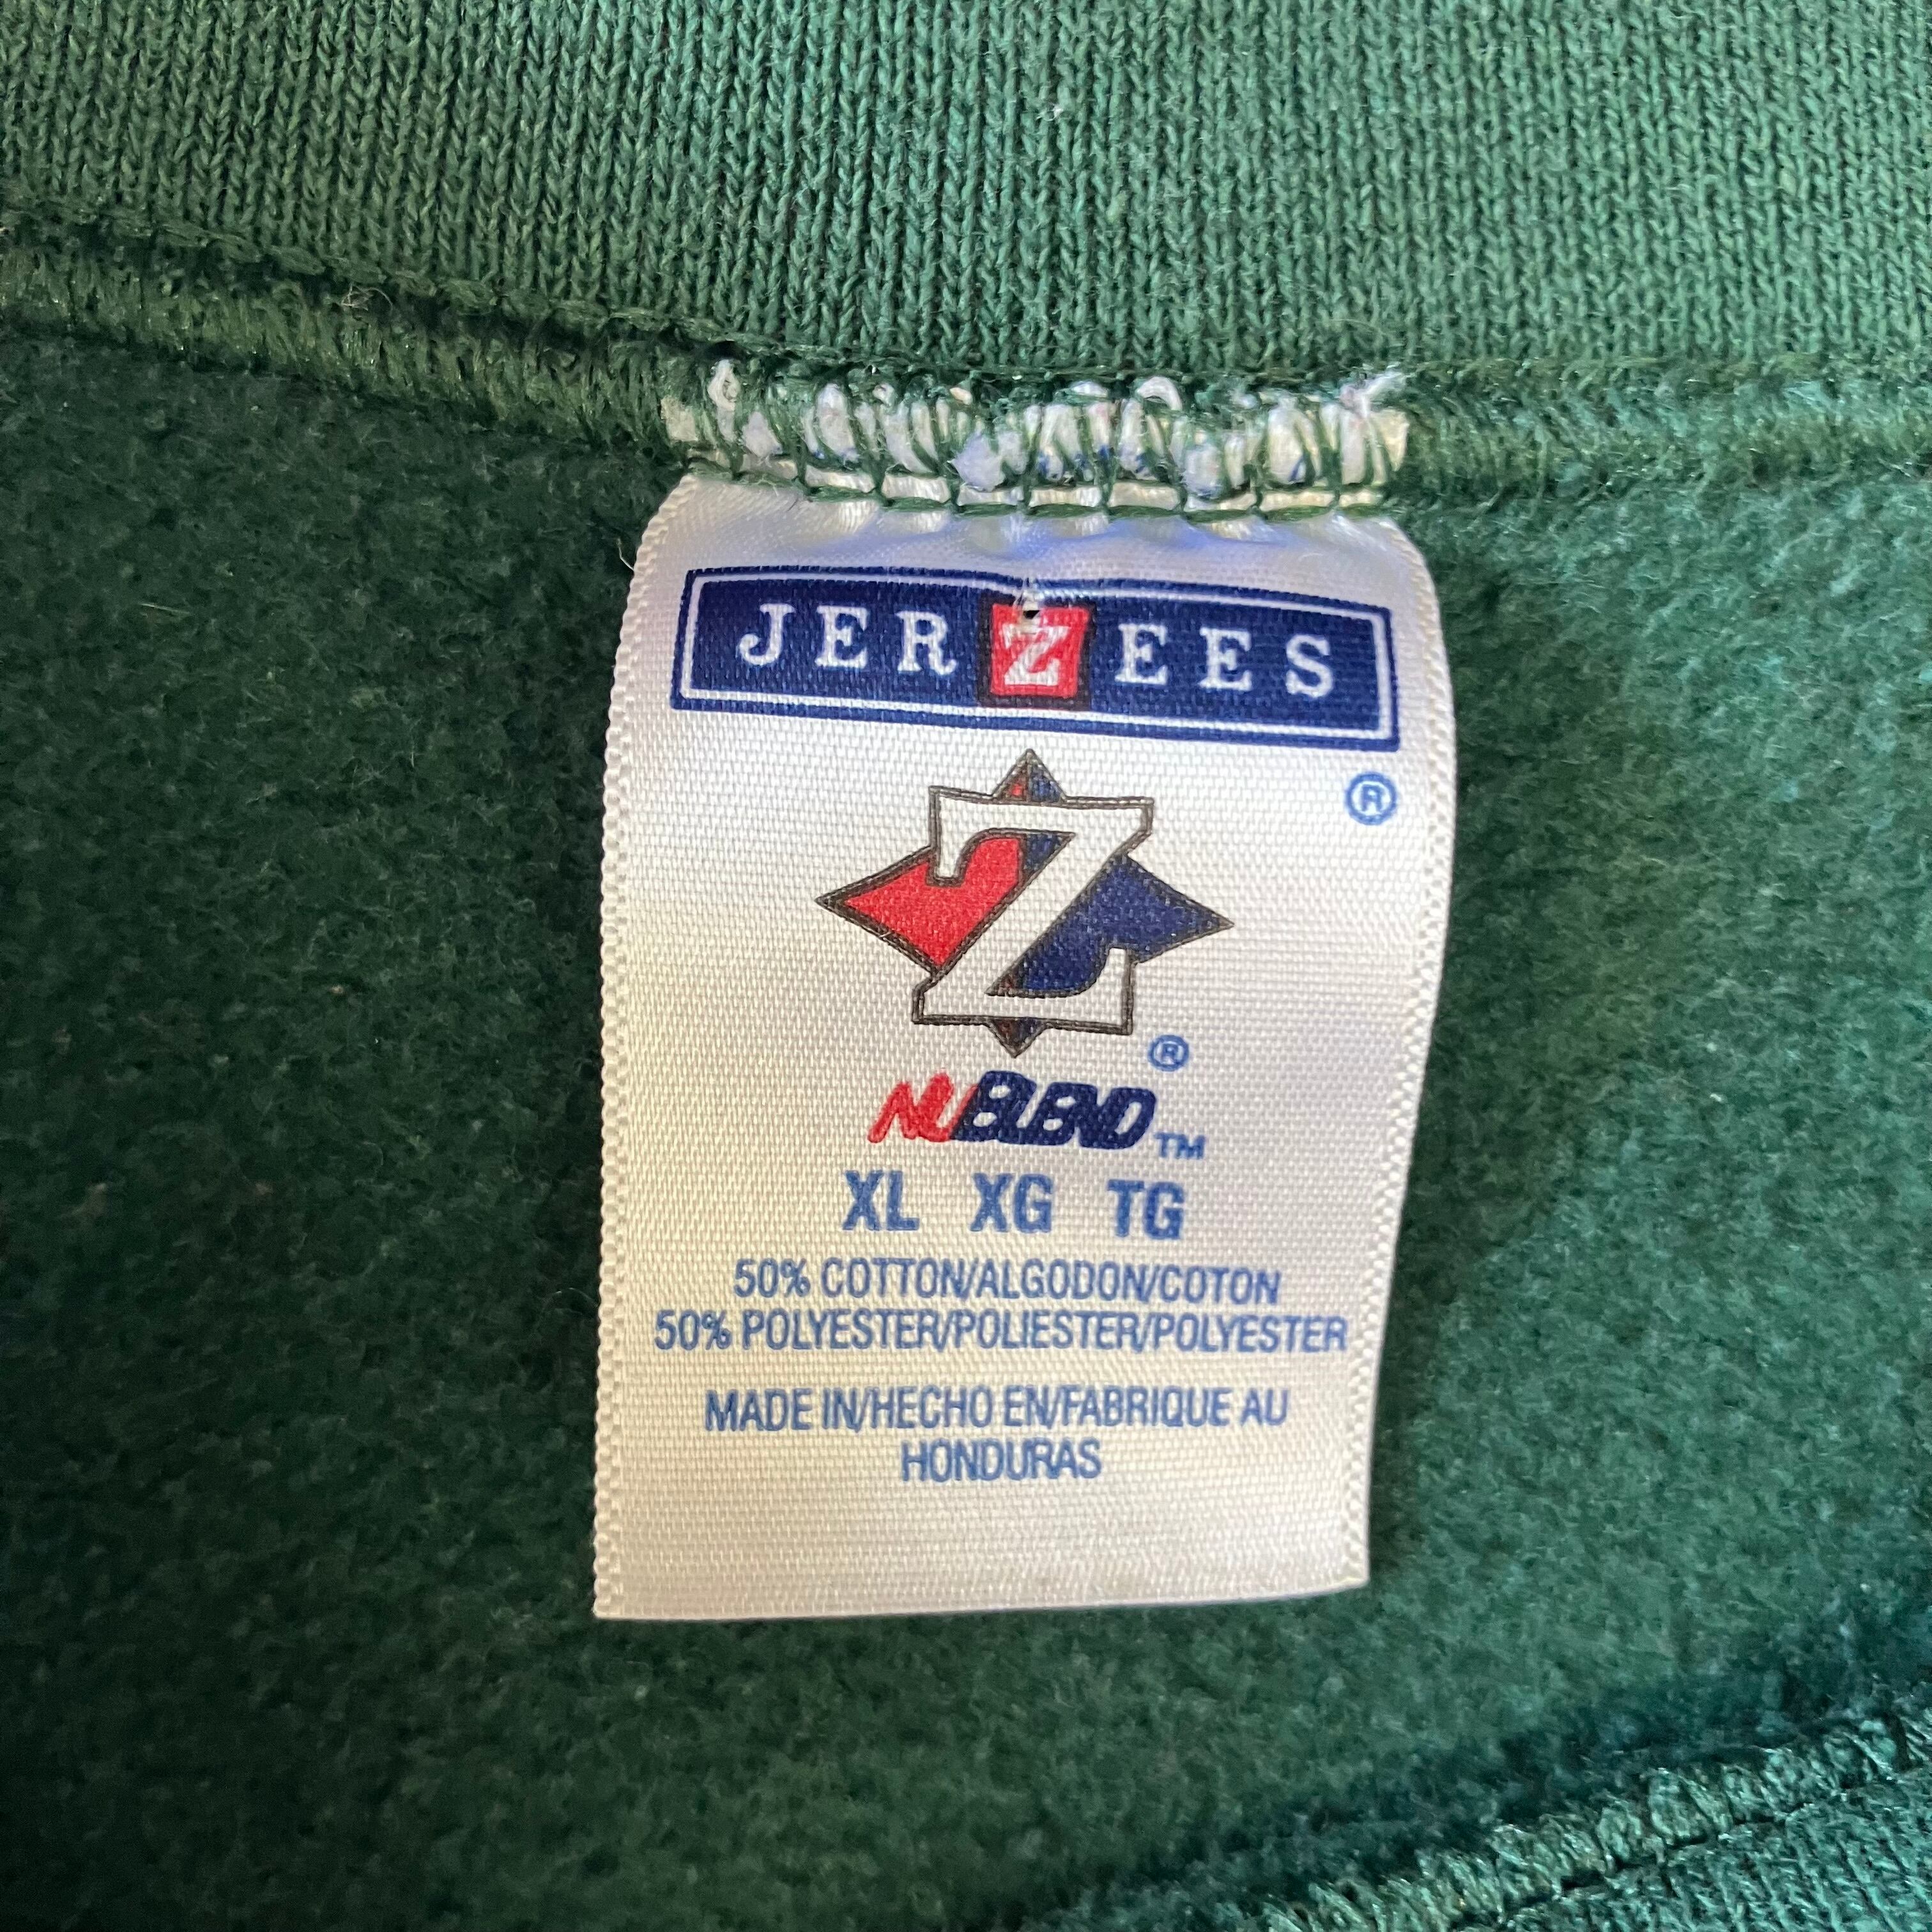 JERZEES
®
Z
®
NUBLEND™
XL XG TG
50% COTTON/ALGODON/COTON
50% POLYESTER/POLIESTER/POLYESTER
MADE IN/HECHO EN/FABRIQUE AU
HONDURAS